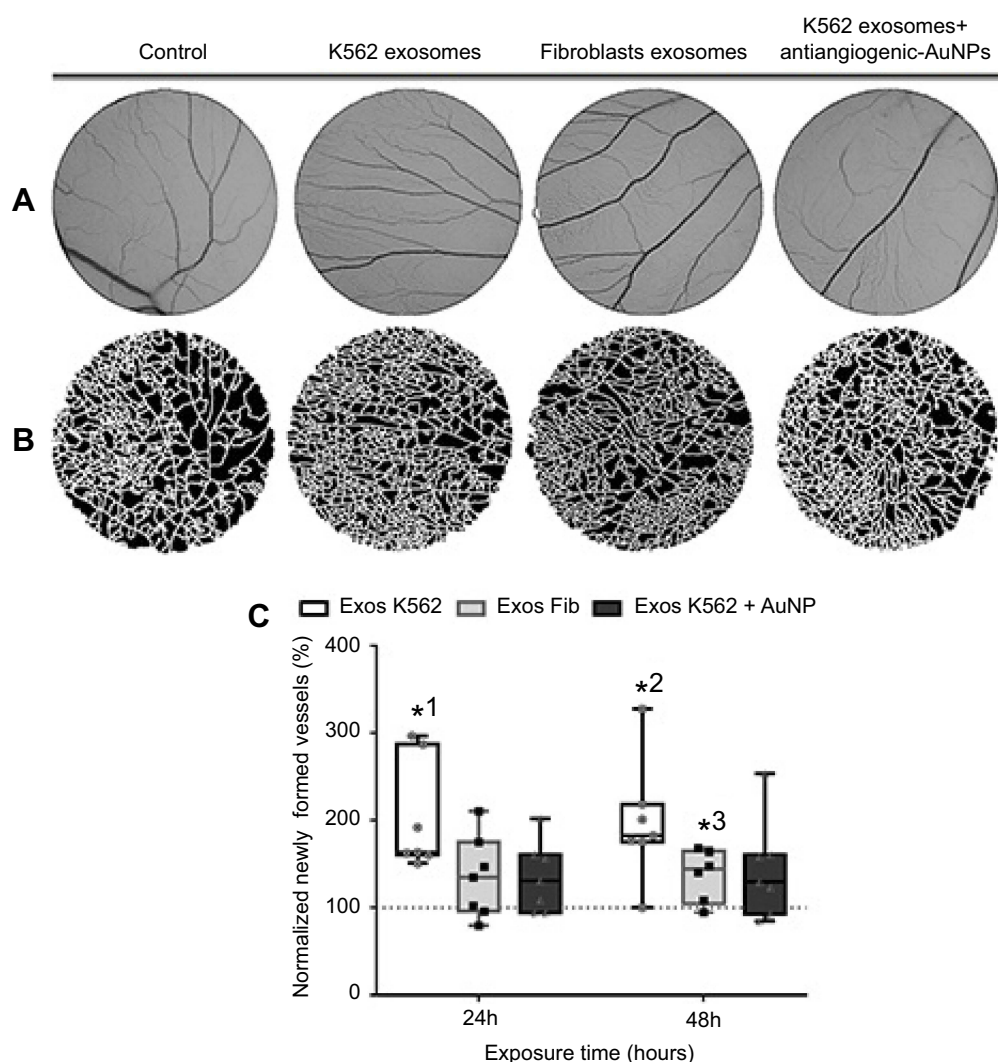 Control
K562 exosomes
Fibroblasts exosomes
K562 exosomes+
antiangiogenic-AuNPs
A
B
C
Exos K562
Exos Fib
Exos K562 + AuNP
Normalized newly formed vessels (%)
400
300
200
100
0
*1
*2
*3
24h
48h
Exposure time (hours)